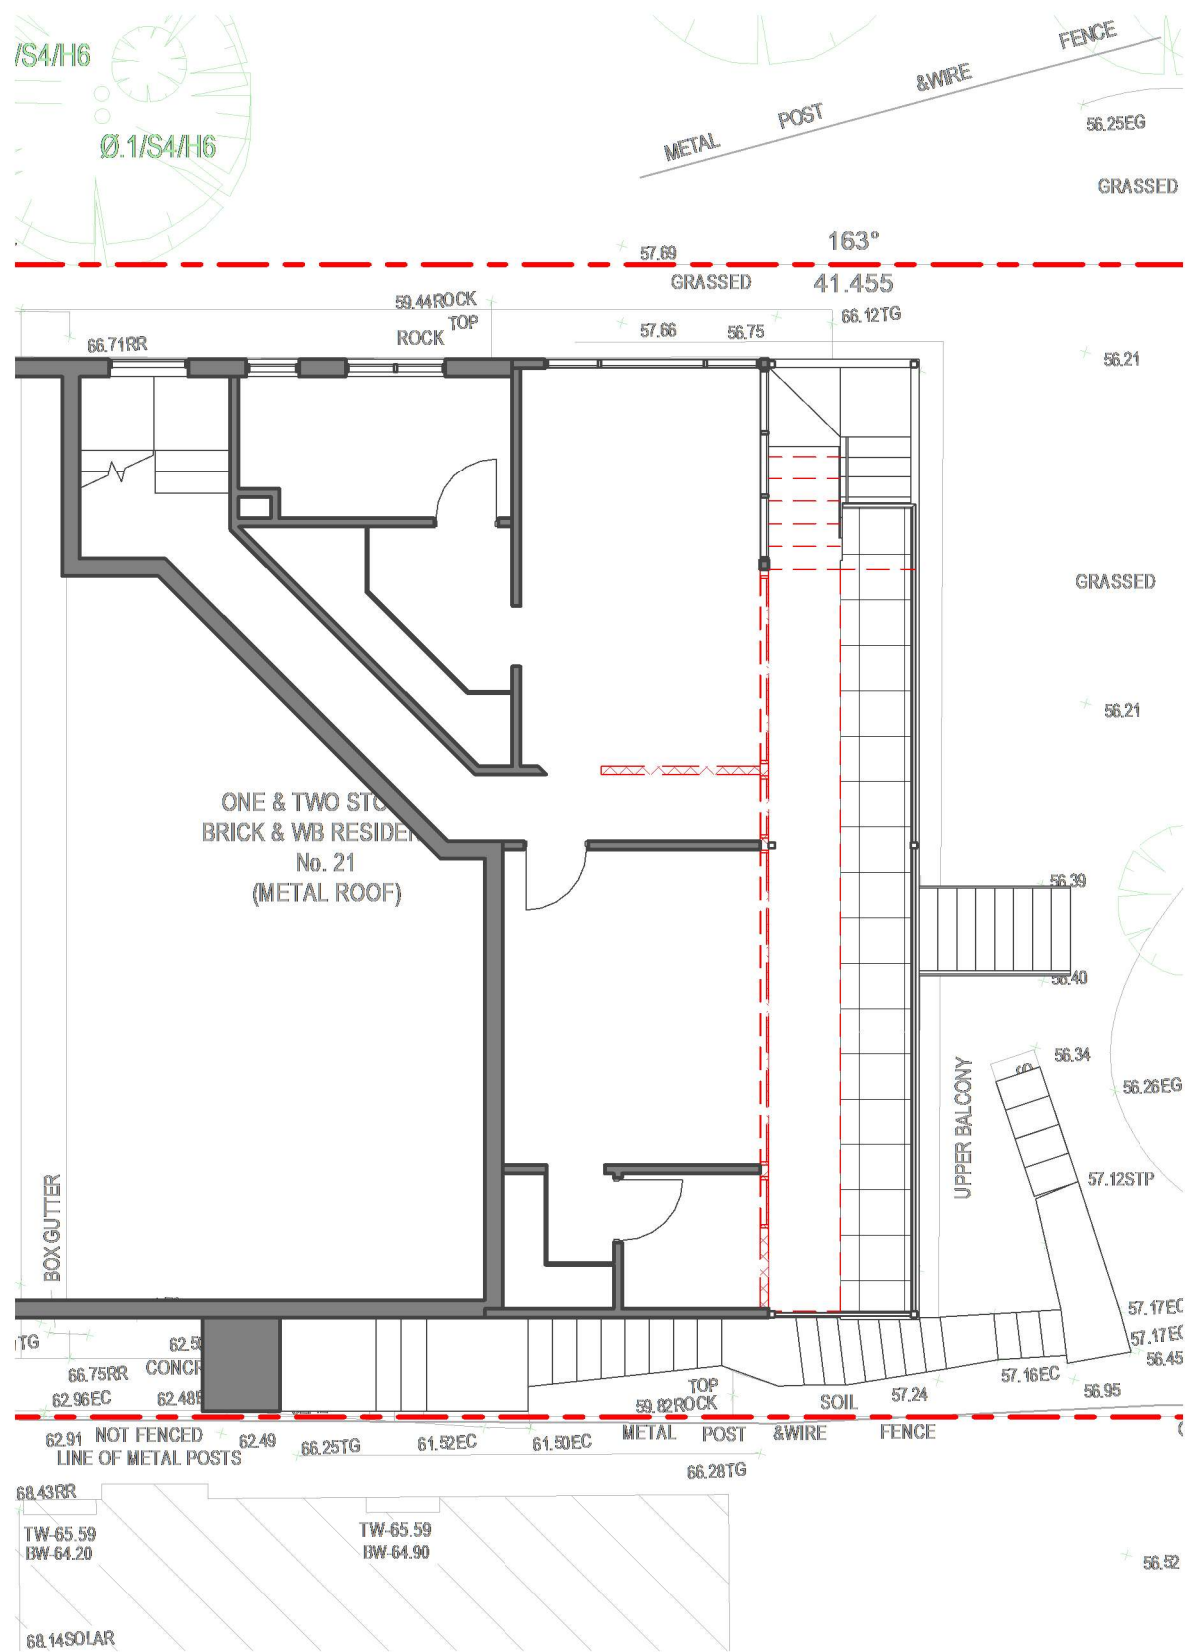 /S4/H6
Ø.1/S4/H6
METAL POST &WIRE FENCE
56.25EG
GRASSED
57.69
163°
GRASSED
41.455
59.44ROCK
TOP
ROCK
66.71RR
57.66
56.75
66.12TG
56.21
GRASSED
56.21
ONE & TWO STO
BRICK & WB RESIDE
No. 21
(METAL ROOF)
56.39
56.40
56.34
S
56.26EG
UPPER BALCONY
57.12STP
BOX GUTTER
57.17EC
57.17EC
56.45
TG
62.5
66.75RR
CONCR
62.96EC
62.48
TOP
59.82ROCK
SOIL
57.24
57.16EC
56.95
62.91
NOT FENCED
62.49
LINE OF METAL POSTS
66.25TG
61.52EC
61.50EC
METAL POST &WIRE FENCE
66.28TG
68.43RR
TW-65.59
BW-64.20
TW-65.59
BW-64.90
56.52
68.14SOLAR